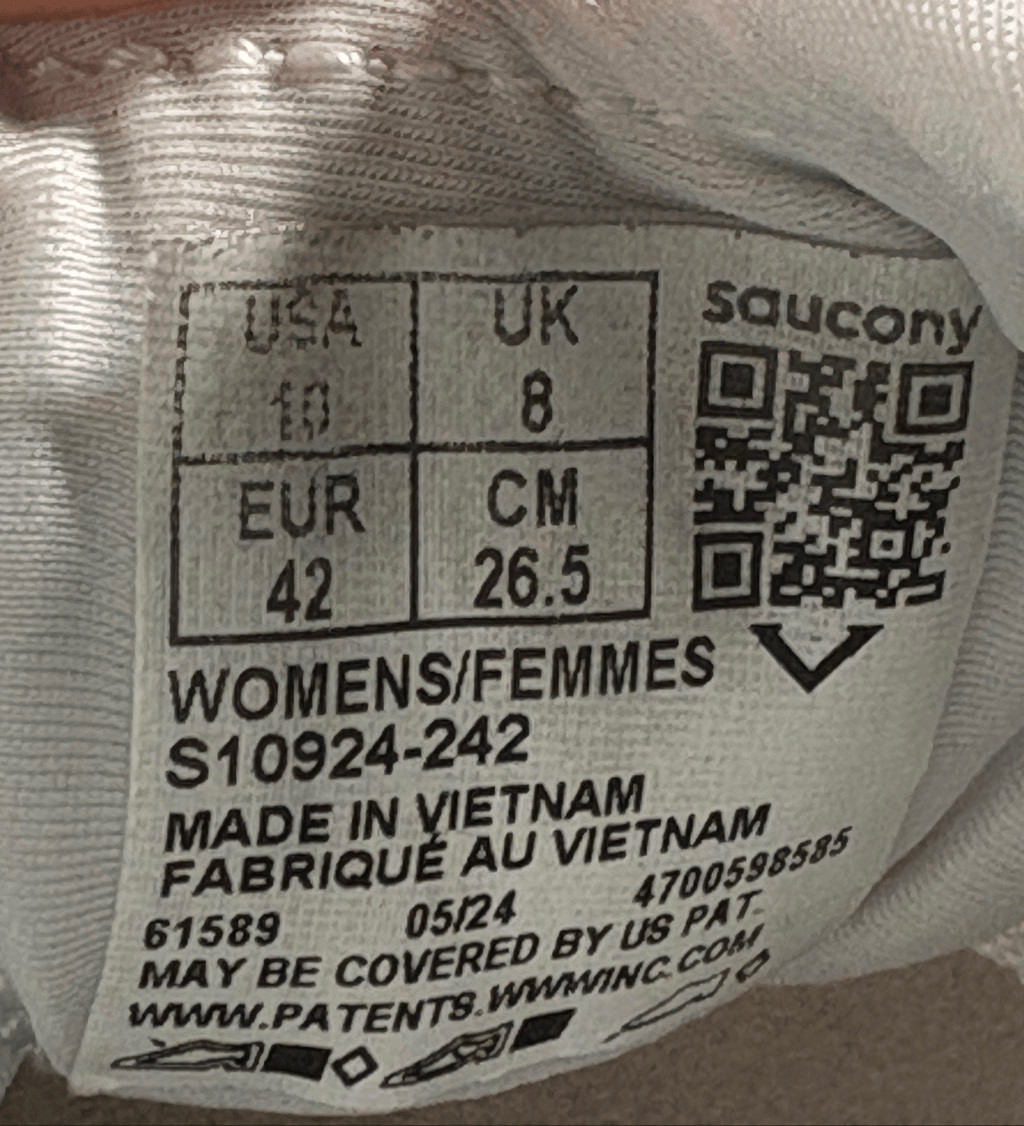 USA
10
UK
8
EUR
42
CM
26.5
saucony
WOMENS/FEMMES
S10924-242
MADE IN VIETNAM
FABRIQUÉ AU VIETNAM
61589 05/24 4700598585
MAY BE COVERED BY US PAT.
WWW.PATENTS.WWWINC.COM